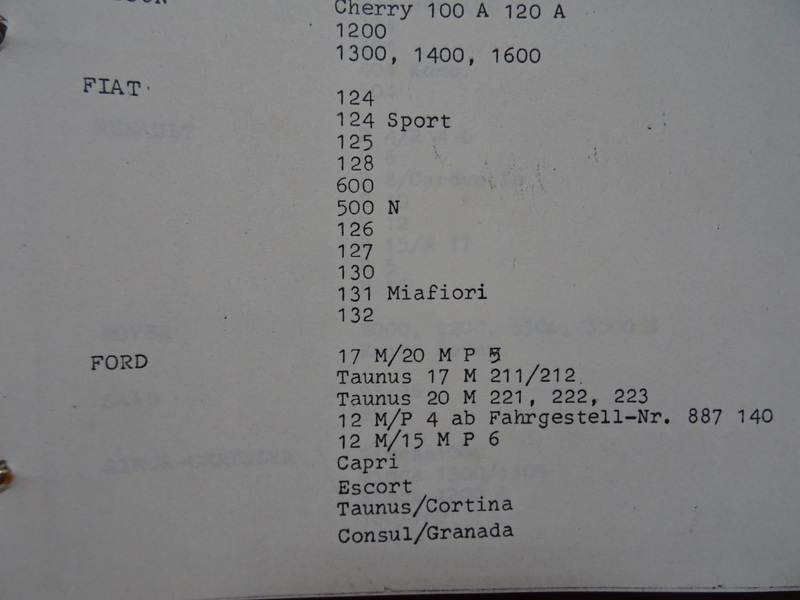 Cherry 100 A 120 A
1200
1300, 1400, 1600
FIAT
124
124 Sport
125
128
600
500 N
126
127
130
131 Miafiori
132
FORD 17 M/20 M P 5
Taunus 17 M 211/212
Taunus 20 M 221, 222, 223
12 M/P 4 ab Fahrgestell-Nr. 887 140
12 M/15 M P 6
Capri
Escort
Taunus/Cortina
Consul/Granada